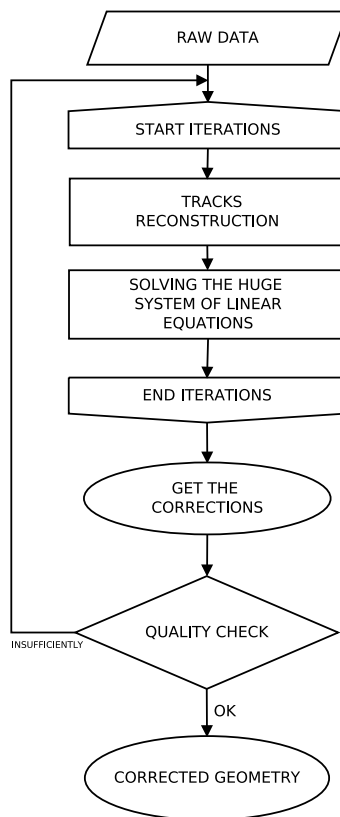 RAW DATA
START ITERATIONS
TRACKS
RECONSTRUCTION
SOLVING THE HUGE
SYSTEM OF LINEAR
EQUATIONS
END ITERATIONS
GET THE
CORRECTIONS
QUALITY CHECK
INSUFFICIENTLY
OK
CORRECTED GEOMETRY